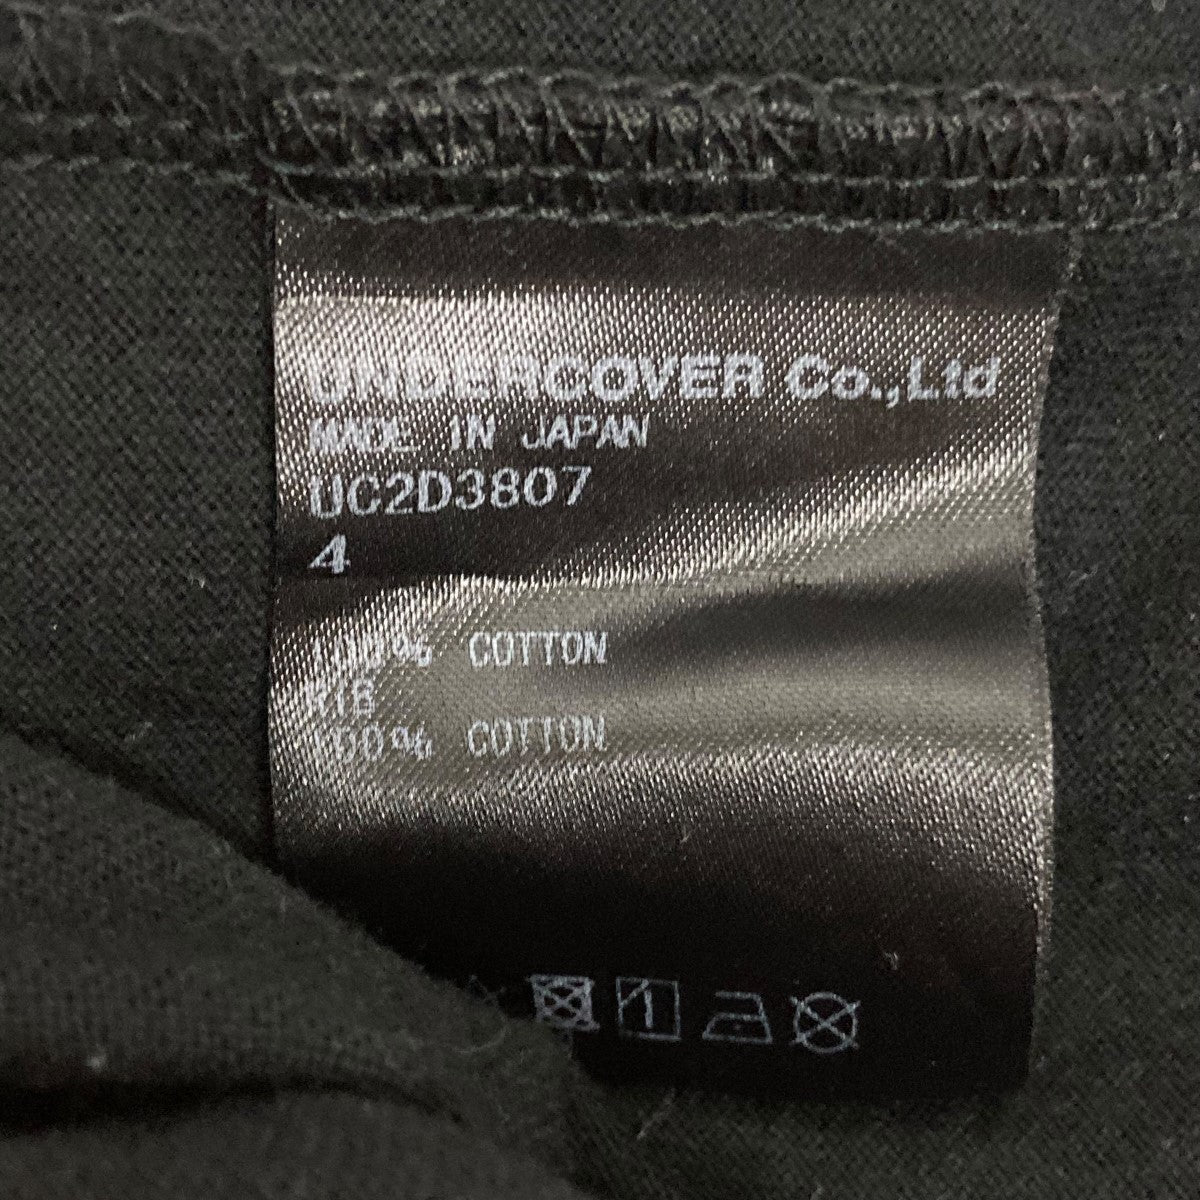 UNDERCOVER Co.,Ltd
MADE IN JAPAN
UC2D3807
4
100% COTTON
RIB
100% COTTON